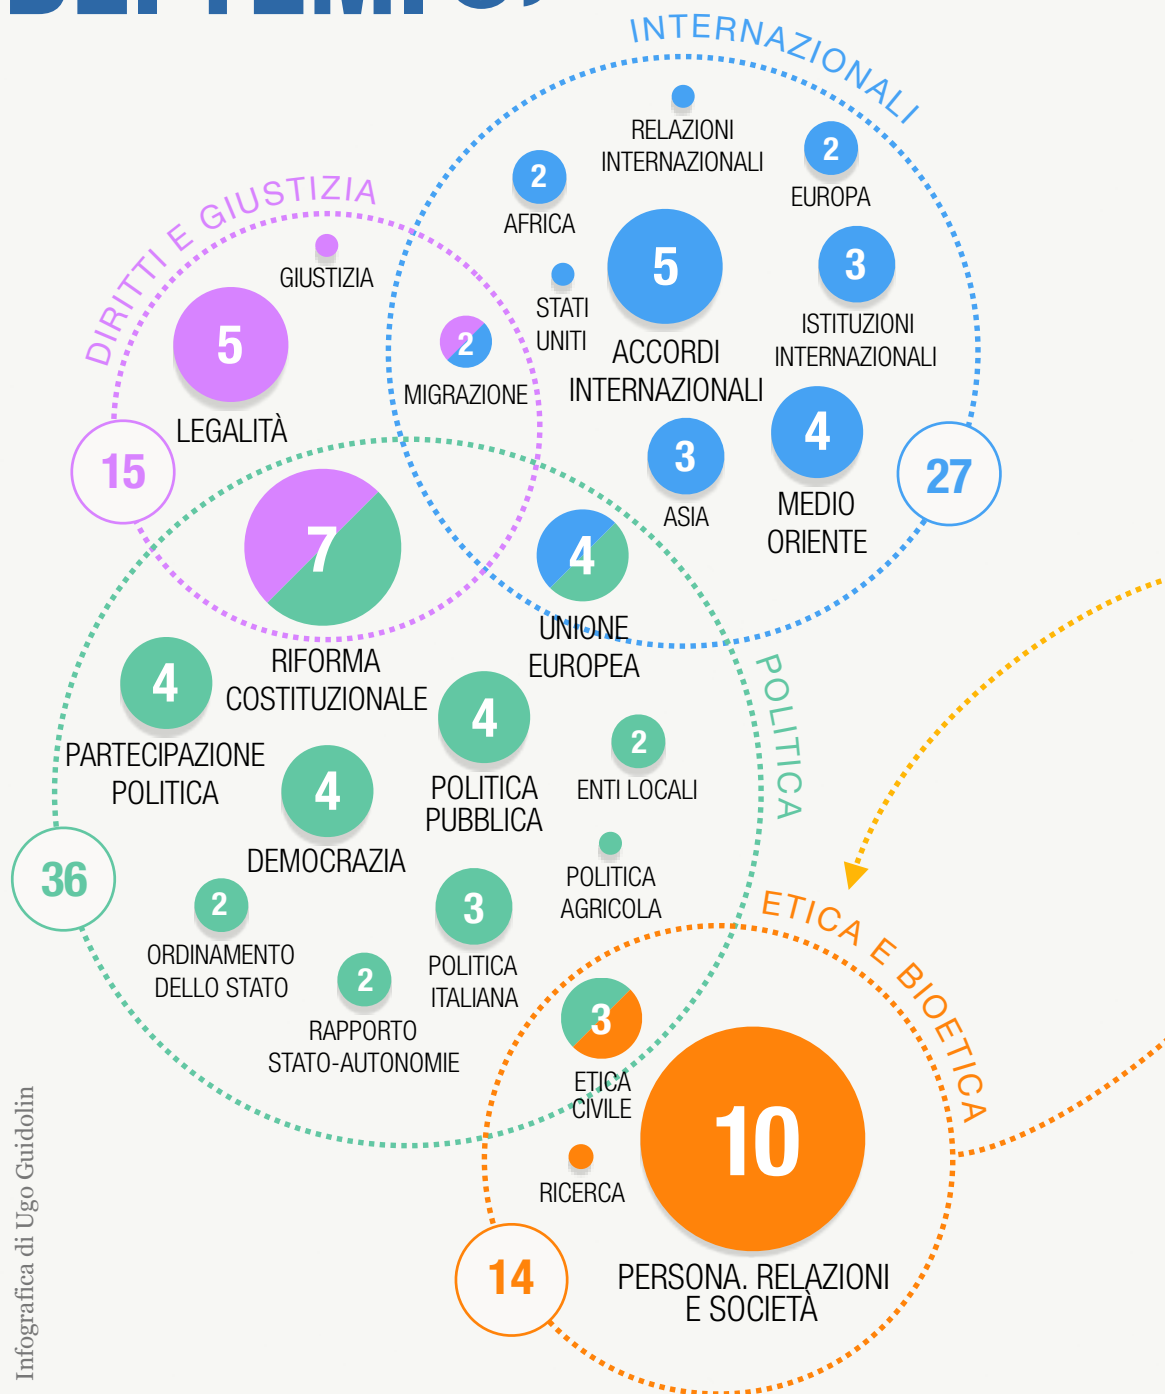 INTERNAZIONALI
RELAZIONI
INTERNAZIONALI
2
EUROPA
2
AFRICA
5
ACCORDI
INTERNAZIONALI
3
ISTITUZIONI
INTERNAZIONALI
STATI
UNITI
3
ASIA
4
MEDIO
ORIENTE
27
DIRITTI E GIUSTIZIA
GIUSTIZIA
5
LEGALITÀ
2
MIGRAZIONE
15
7
RIFORMA
COSTITUZIONALE
4
UNIONE
EUROPEA
POLITICA
4
PARTECIPAZIONE
POLITICA
4
POLITICA
PUBBLICA
2
ENTI LOCALI
4
DEMOCRAZIA
POLITICA
AGRICOLA
36
2
ORDINAMENTO
DELLO STATO
3
POLITICA
ITALIANA
2
RAPPORTO
STATO-AUTONOMIE
ETICA E BIOETICA
3
ETICA
CIVILE
10
PERSONA. RELAZIONI
E SOCIETÀ
RICERCA
14
Infografica di Ugo Guidolin